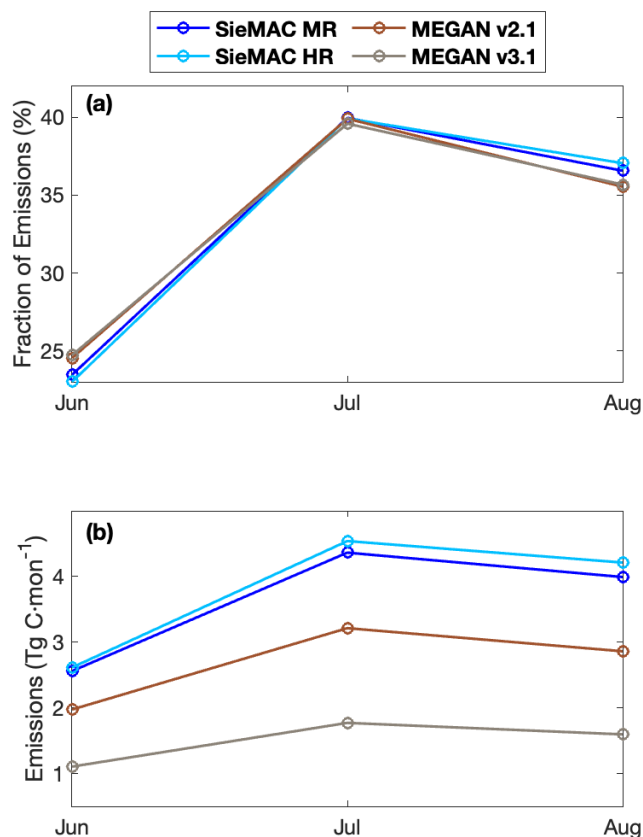 SieMAC MR MEGAN v2.1
SieMAC HR MEGAN v3.1
(a)
Fraction of Emissions (%)
40
35
30
25
Jun Jul Aug
(b)
Emissions (Tg C·mon⁻¹)
4
3
2
1
Jun Jul Aug